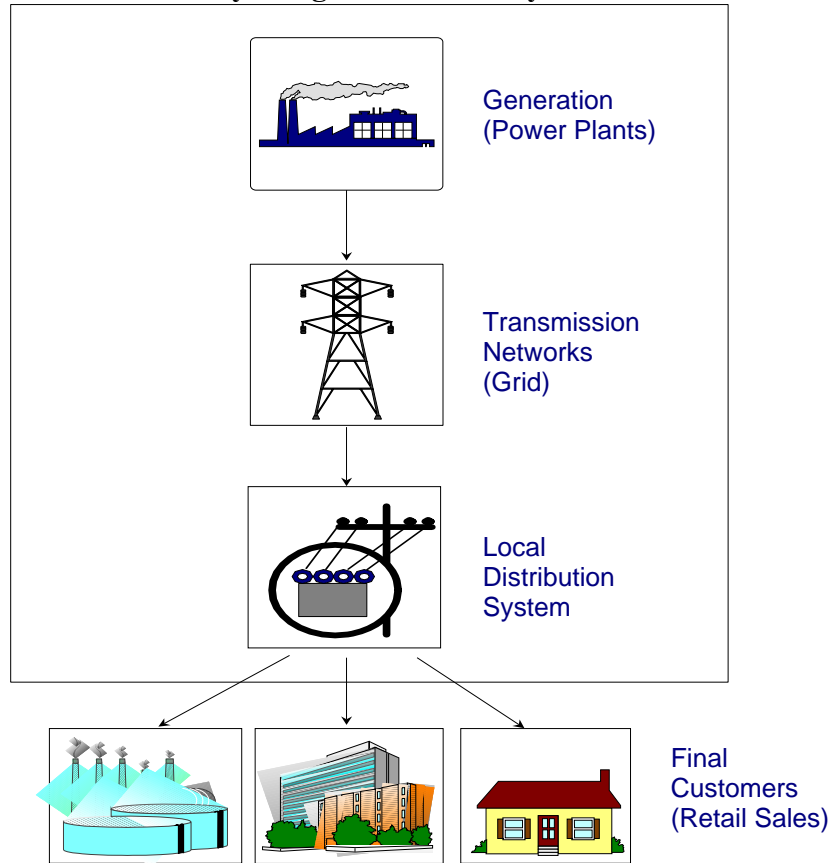 Generation
(Power Plants)
Transmission
Networks
(Grid)
Local
Distribution
System
Final
Customers
(Retail Sales)